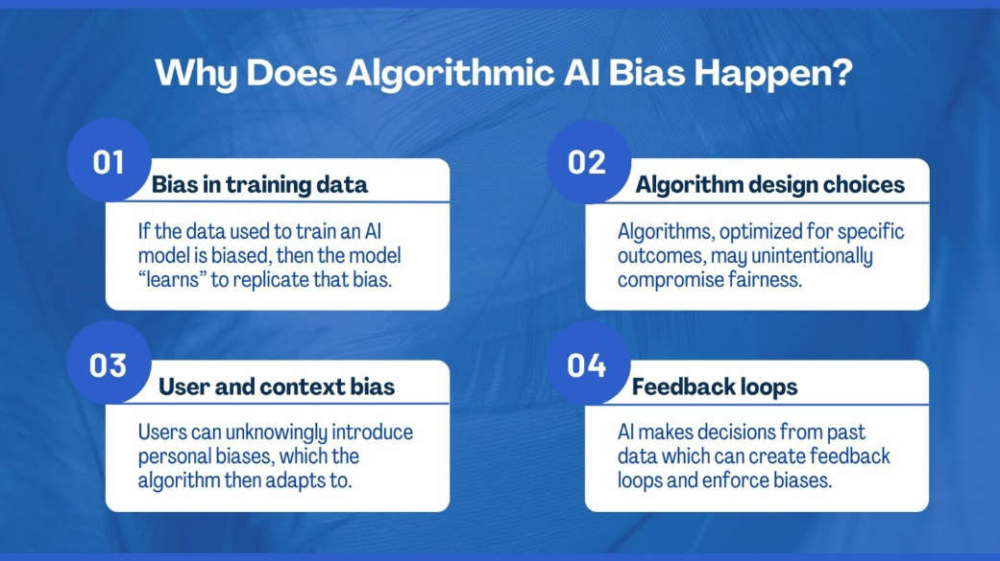 Why Does Algorithmic AI Bias Happen?
01
Bias in training data
If the data used to train an AI
model is biased, then the model
“learns” to replicate that bias.
02
Algorithm design choices
Algorithms, optimized for specific
outcomes, may unintentionally
compromise fairness.
03
User and context bias
Users can unknowingly introduce
personal biases, which the
algorithm then adapts to.
04
Feedback loops
AI makes decisions from past
data which can create feedback
loops and enforce biases.